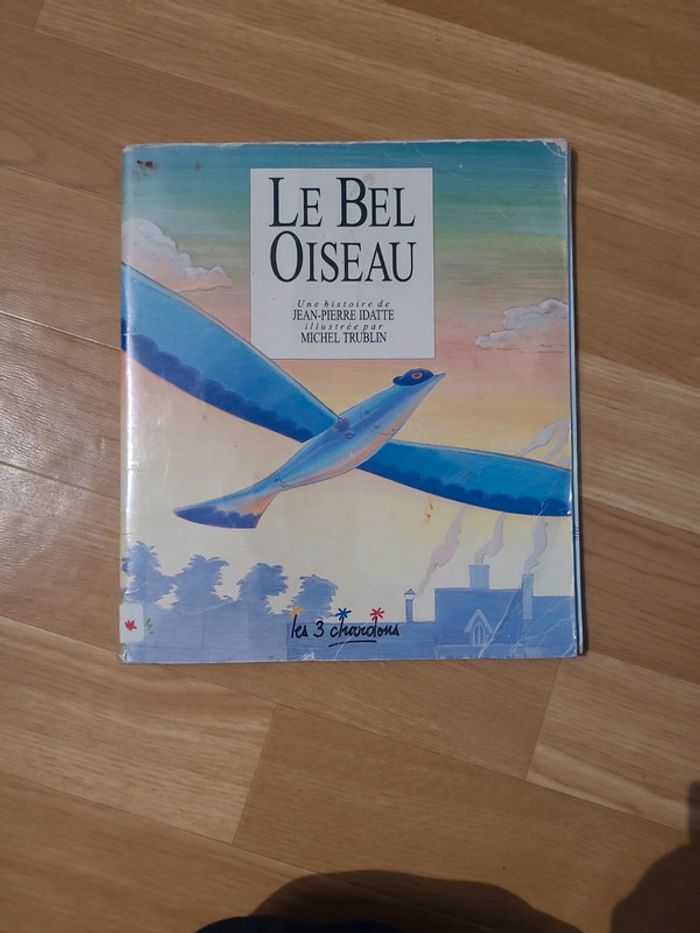 LE BEL
OISEAU
Une histoire de
JEAN-PIERRE IDATTE
illustrée par
MICHEL TRUBLIN
les 3 chardons